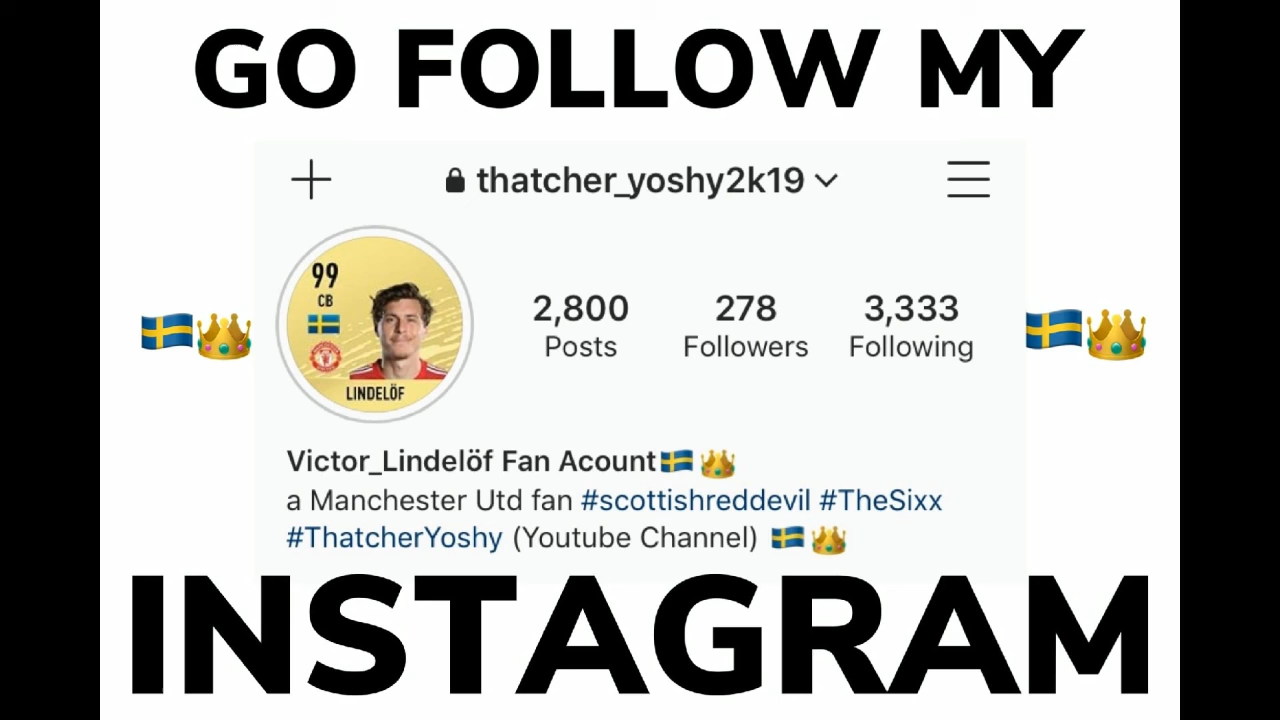 GO FOLLOW MY
thatcher_yoshy2k19
99
CB
LINDELÖF
2,800 278 3,333
Posts Followers Following
Victor_Lindelöf Fan Acount🇸🇪👑
a Manchester Utd fan #scottishreddevil #TheSixx
#ThatcherYoshy (Youtube Channel) 🇸🇪👑
INSTAGRAM